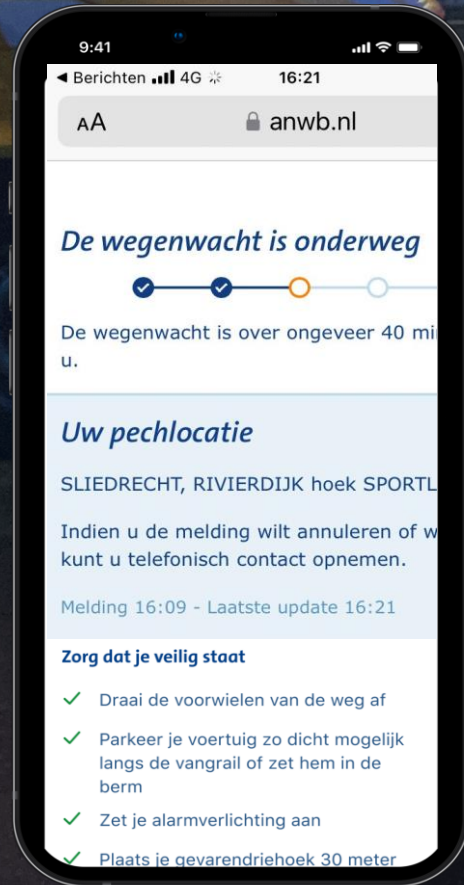 9:41
Berichten 4G 16:21
AA anwb.nl
De wegenwacht is onderweg
De wegenwacht is over ongeveer 40
u.
Uw pechlocatie
SLIEDRECHT, RIVIERDIJK hoek
Indien u de melding wilt annuleren of
kunt u telefonisch contact opnemen.
Melding 16:09 - Laatste update 16:21
Zorg dat je veilig staat
Draai de voorwielen van de weg af
Parkeer je voertuig zo dicht mogelijk
langs de vangrail of zet hem in de
berm
Zet je alarmverlichting aan
Plaats je gevarendriehoek 30 meter